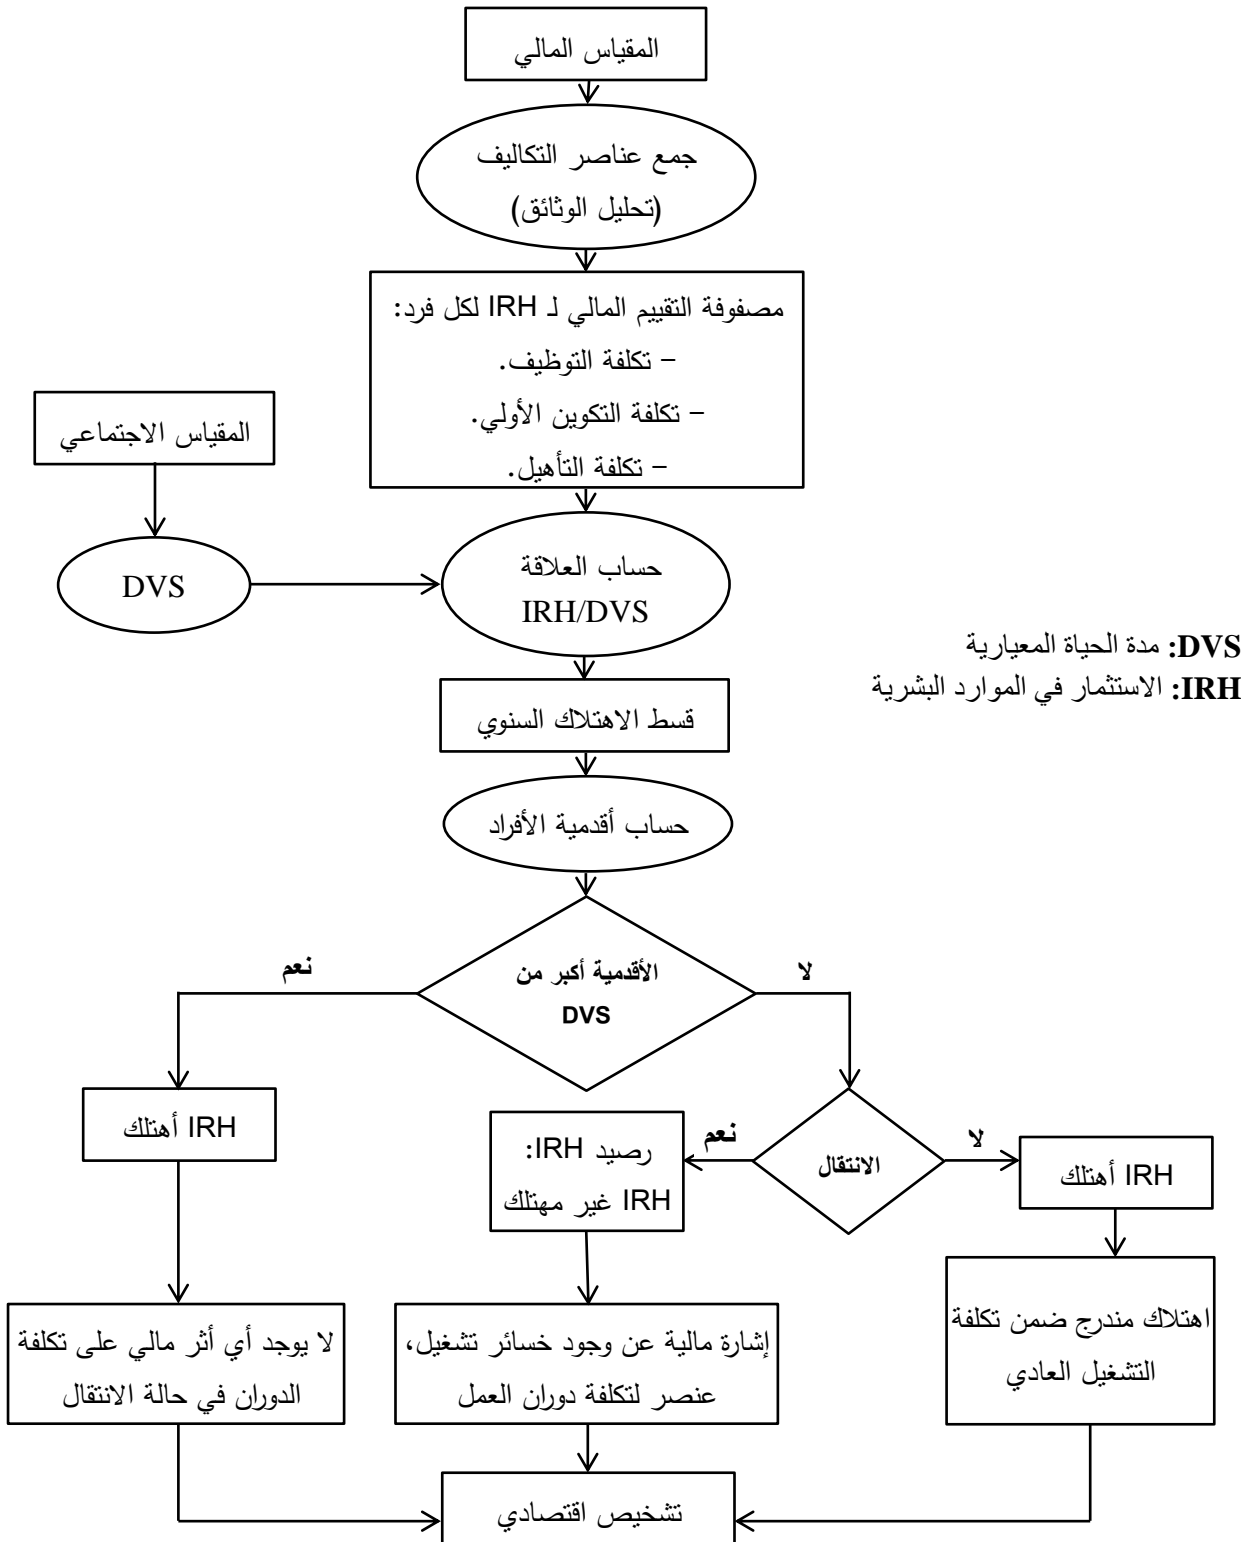 المقياس المالي
جمع عناصر التكاليف
(تحليل الوثائق)
مصفوفة التقييم المالي لـ IRH لكل فرد:
– تكلفة التوظيف.
– تكلفة التكوين الأولي.
– تكلفة التأهيل.
المقياس الاجتماعي
DVS
حساب العلاقة
IRH/DVS
DVS: مدة الحياة المعيارية
IRH: الاستثمار في الموارد البشرية
قسط الاهتلاك السنوي
حساب أقدمية الأفراد
الأقدمية أكبر من
DVS
لا
نعم
الانتقال
لا
نعم
IRH أهتلك
رصيد IRH:
IRH غير مهتلك
IRH أهتلك
اهتلاك مندرج ضمن تكلفة
التشغيل العادي
إشارة مالية عن وجود خسائر تشغيل،
عنصر لتكلفة دوران العمل
لا يوجد أي أثر مالي على تكلفة
الدوران في حالة الانتقال
تشخيص اقتصادي